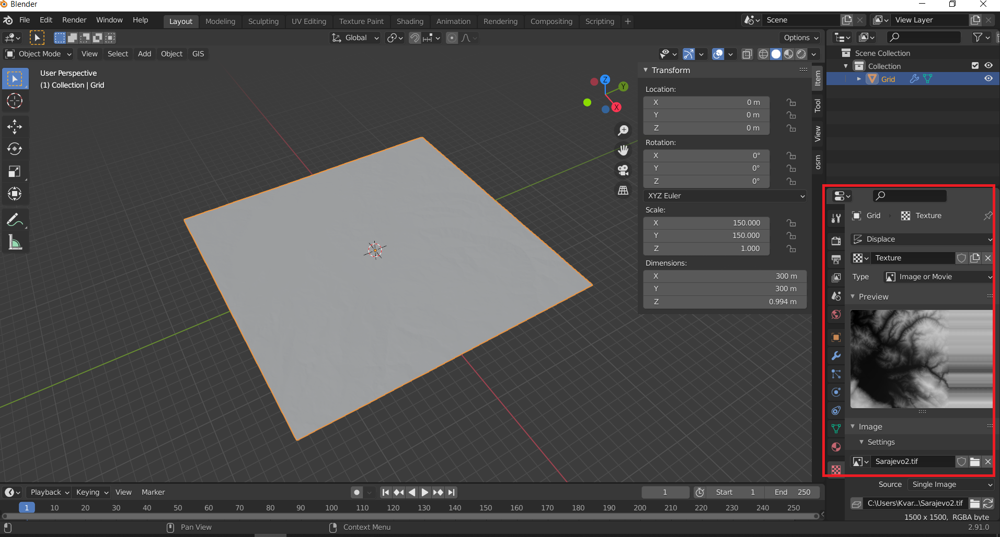 Blender
File Edit Render Window Help Layout Modeling Sculpting UV Editing Texture Paint Shading Animation Rendering Compositing Scripting + Scene View Layer
Global Options
Object Mode View Select Add Object GIS
User Perspective
(1) Collection | Grid
Z
Y
X
Transform
Location:
X 0 m
Y 0 m
Z 0 m
Rotation:
X 0°
Y 0°
Z 0°
XYZ Euler
Scale:
X 150.000
Y 150.000
Z 1.000
Dimensions:
X 300 m
Y 300 m
Z 0.994 m
Item
Tool
View
osm
Scene Collection
Collection
Grid
Grid Texture
Displace
Texture
Type Image or Movie
Preview
Image
Settings
Sarajevo2.tif
Source Single Image
C:\Users\Kvar...\Sarajevo2.tif
1500 x 1500, RGBA byte
Playback Keying View Marker 1 Start 1 End 250
1 10 20 30 40 50 60 70 80 90 100 110 120 130 140 150 160 170 180 190 200 210 220 230 240 250
Pan View Context Menu 2.91.0